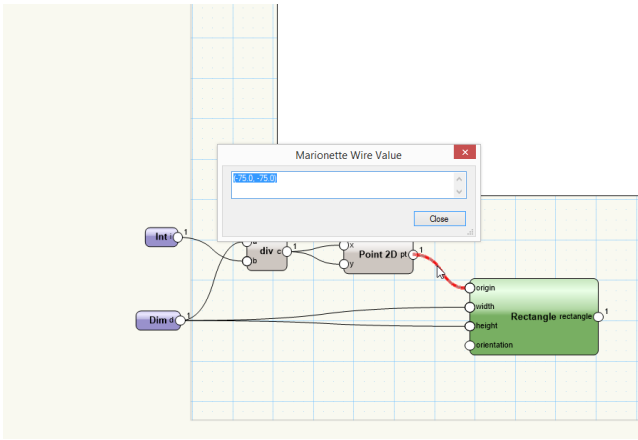 Marionette Wire Value
(-75.0, -75.0)
Close
Int i 1
a
b
div c 1
x
y
Point 2D pt 1
Dim d 1
origin
width
height
orientation
Rectangle rectangle 1